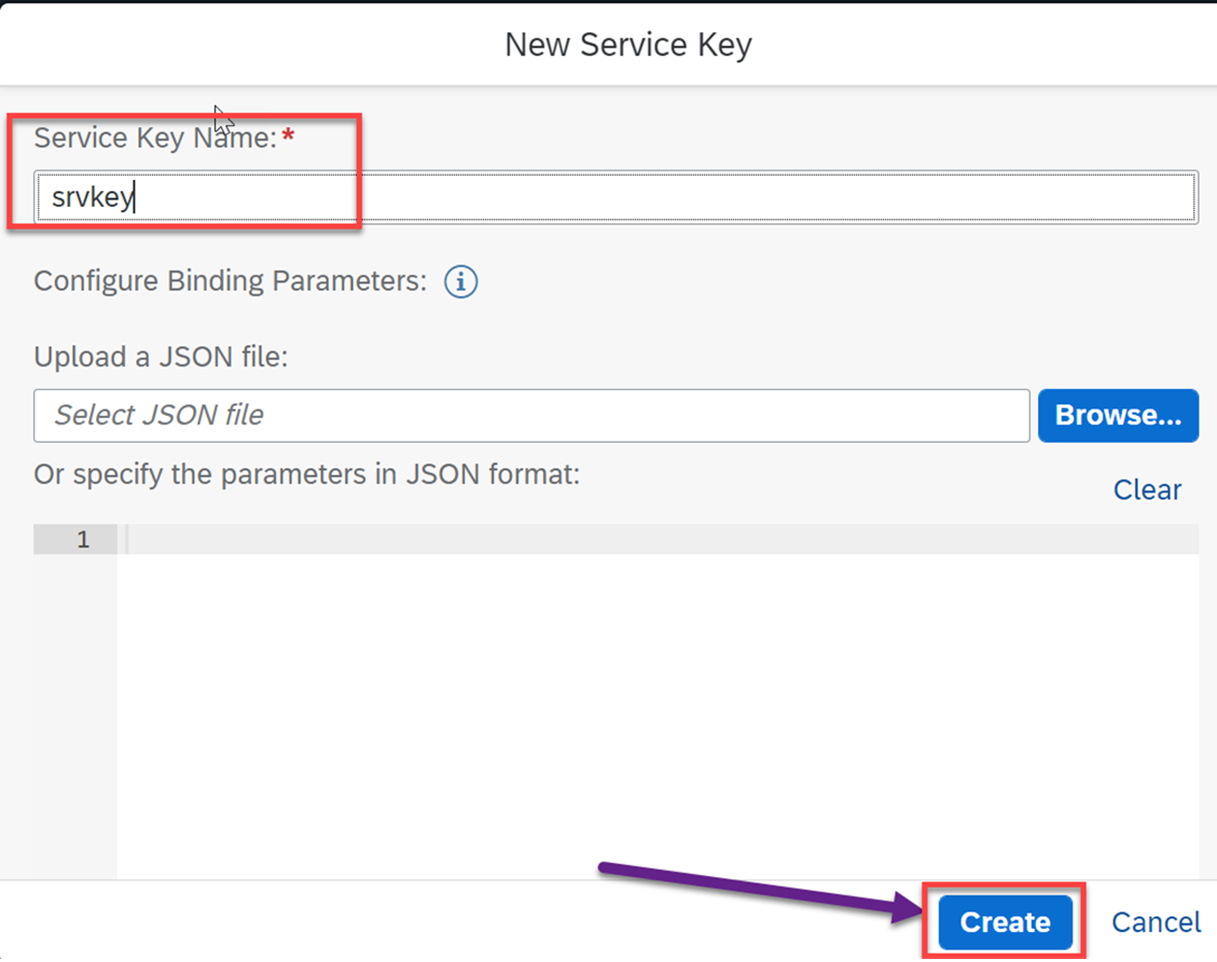 New Service Key
Service Key Name:*
srvkey
Configure Binding Parameters:
Upload a JSON file:
Select JSON file
Browse...
Or specify the parameters in JSON format:
Clear
1
Create
Cancel